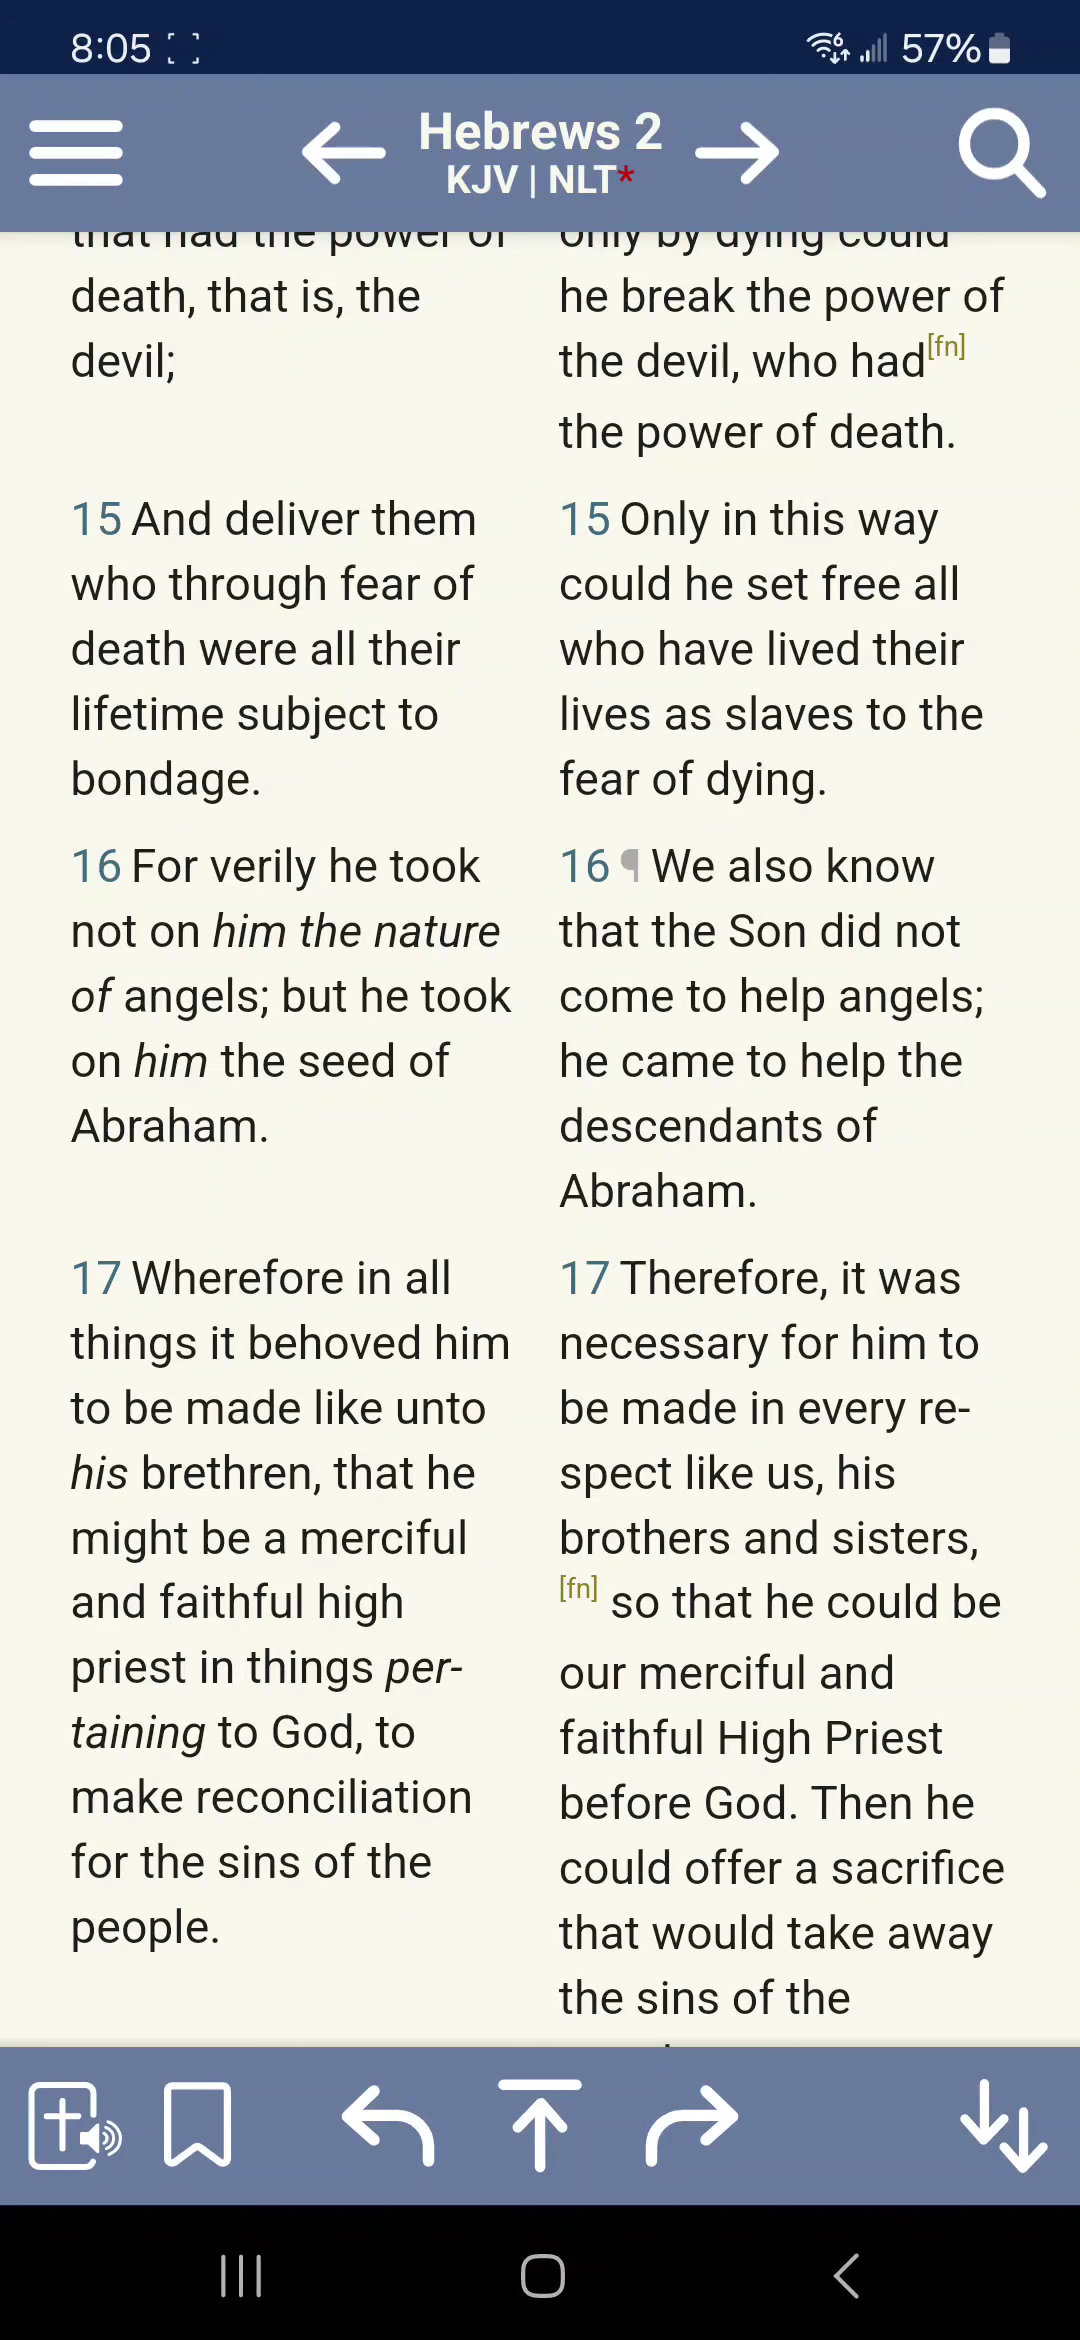 8:05
6 57%
Hebrews 2
KJV | NLT*
that had the power of
death, that is, the
devil;
15 And deliver them
who through fear of
death were all their
lifetime subject to
bondage.
16 For verily he took
not on him the nature
of angels; but he took
on him the seed of
Abraham.
17 Wherefore in all
things it behoved him
to be made like unto
his brethren, that he
might be a merciful
and faithful high
priest in things per-
taining to God, to
make reconciliation
for the sins of the
people.
only by dying could
he break the power of
the devil, who had[fn]
the power of death.
15 Only in this way
could he set free all
who have lived their
lives as slaves to the
fear of dying.
16 ¶ We also know
that the Son did not
come to help angels;
he came to help the
descendants of
Abraham.
17 Therefore, it was
necessary for him to
be made in every re-
spect like us, his
brothers and sisters,
[fn] so that he could be
our merciful and
faithful High Priest
before God. Then he
could offer a sacrifice
that would take away
the sins of the